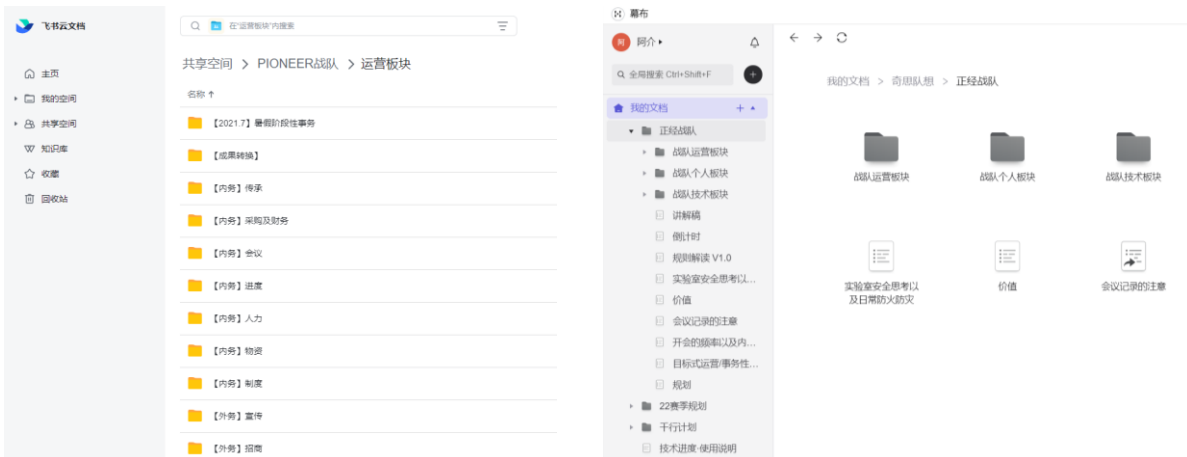 飞书云文档
在"运营板块"内搜索
主页
我的空间
共享空间
知识库
收藏
回收站
共享空间 > PIONEER战队 > 运营板块
名称 ↑
【2021.7】暑假阶段性事务
【成果转换】
【内务】传承
【内务】采购及财务
【内务】会议
【内务】进度
【内务】人力
【内务】物资
【内务】制度
【外务】宣传
【外务】招商
幕布
阿 阿介
全局搜索 Ctrl+Shift+F
我的文档
正经战队
战队运营板块
战队个人板块
战队技术板块
讲解稿
倒计时
规则解读 V1.0
实验室安全思考以...
价值
会议记录的注意
开会的频率以及内...
目标式运营/事务性...
规划
22赛季规划
千行计划
技术进度-使用说明
我的文档 > 奇思队想 > 正经战队
战队运营板块
战队个人板块
战队技术板块
实验室安全思考以
及日常防火防灾
价值
会议记录的注意